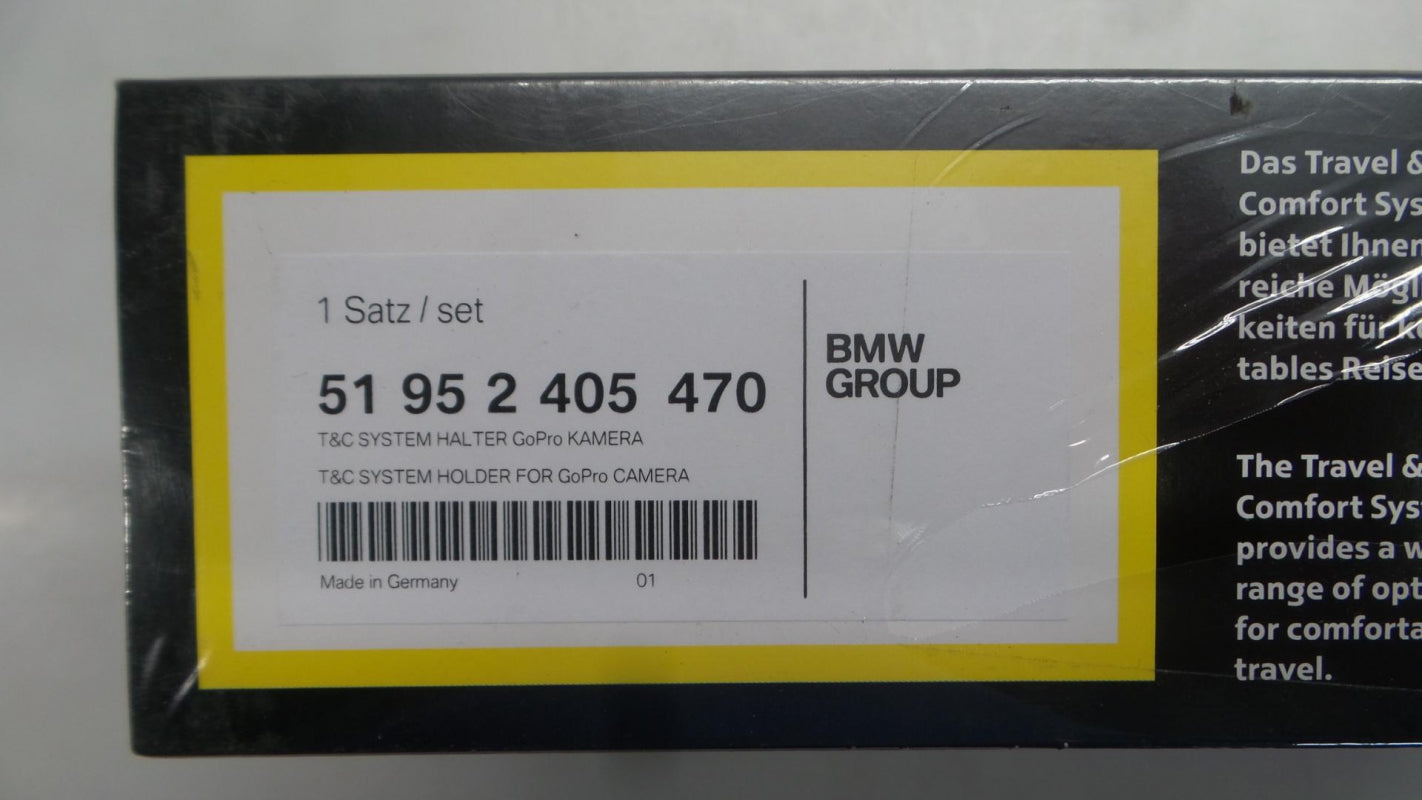 1 Satz / set
51 95 2 405 470
T&C SYSTEM HALTER GoPro KAMERA
T&C SYSTEM HOLDER FOR GoPro CAMERA
Made in Germany 01
BMW
GROUP
Das Travel &
Comfort Sys
bietet Ihnen
reiche Mögl
keiten für ko
tables Reise
The Travel &
Comfort Sys
provides a w
range of opt
for comforta
travel.